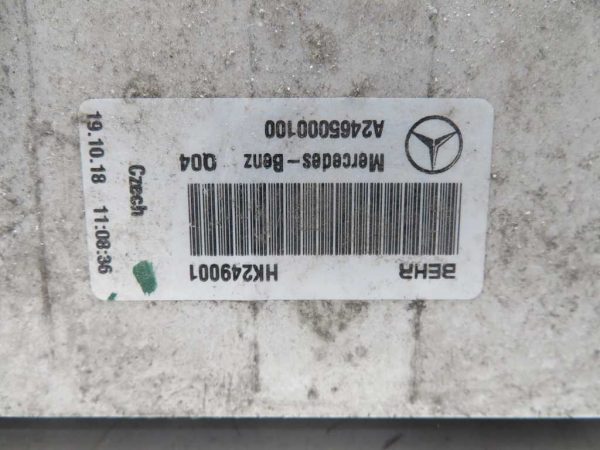 BEHR HK249001
Mercedes-Benz Q04
A2465000100
Czech
19.10.18 11:08:36